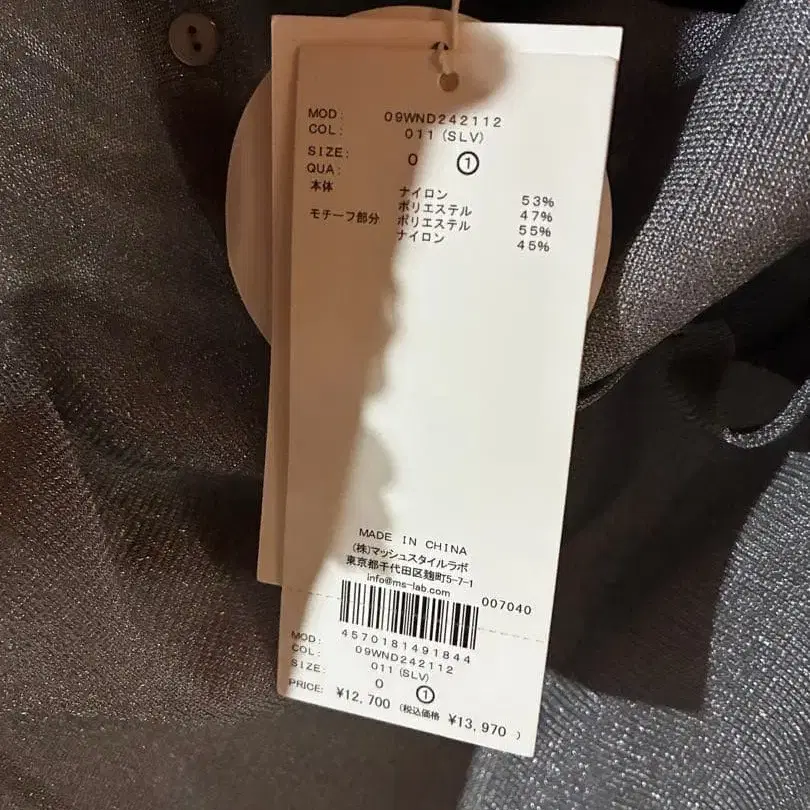 MOD: 09WND242112
COL: 011(SLV)
SIZE: 0 ①
QUA:
本体 ナイロン 53%
ポリエステル 47%
モチーフ部分 ポリエステル 55%
ナイロン 45%
MADE IN CHINA
(株)マッシュスタイルラボ
東京都千代田区麹町5-7-1
info@ms-lab.com
007040
4570181491844
MOD: 09WND242112
COL: 011(SLV)
SIZE: 0 ①
PRICE: ¥12,700 (税込価格 ¥13,970 )